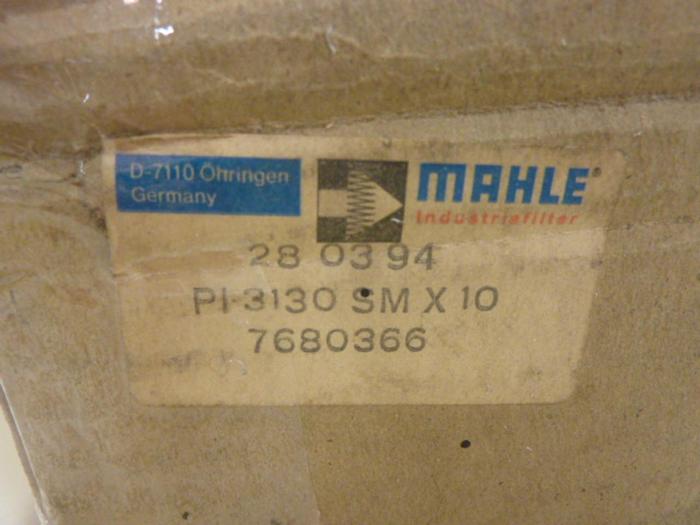 D-7110 Öhringen
Germany
MAHLE®
Industriefilter
28 03 94
PI-3130 SM X 10
7680366